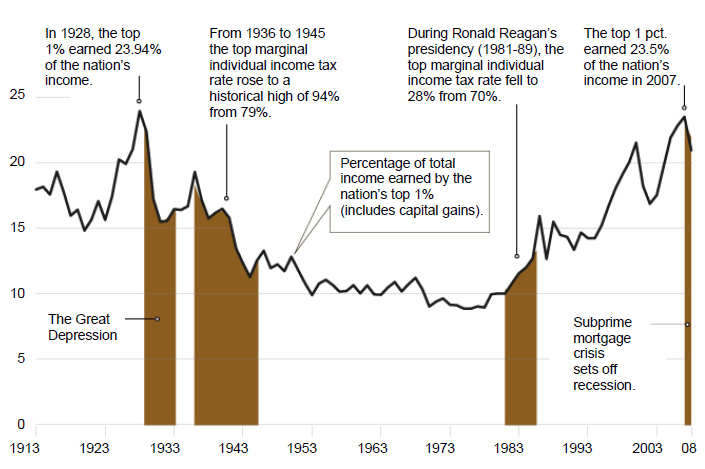 In 1928, the top
1% earned 23.94%
of the nation's
income.
From 1936 to 1945
the top marginal
individual income tax
rate rose to a
historical high of 94%
from 79%.
During Ronald Reagan's
presidency (1981-89), the
top marginal individual
income tax rate fell to
28% from 70%.
The top 1 pct.
earned 23.5%
of the nation's
income in 2007.
25
20
15
10
5
0
Percentage of total
income earned by the
nation's top 1%
(includes capital gains).
The Great
Depression
Subprime
mortgage
crisis
sets off
recession.
1913
1923
1933
1943
1953
1963
1973
1983
1993
2003
08